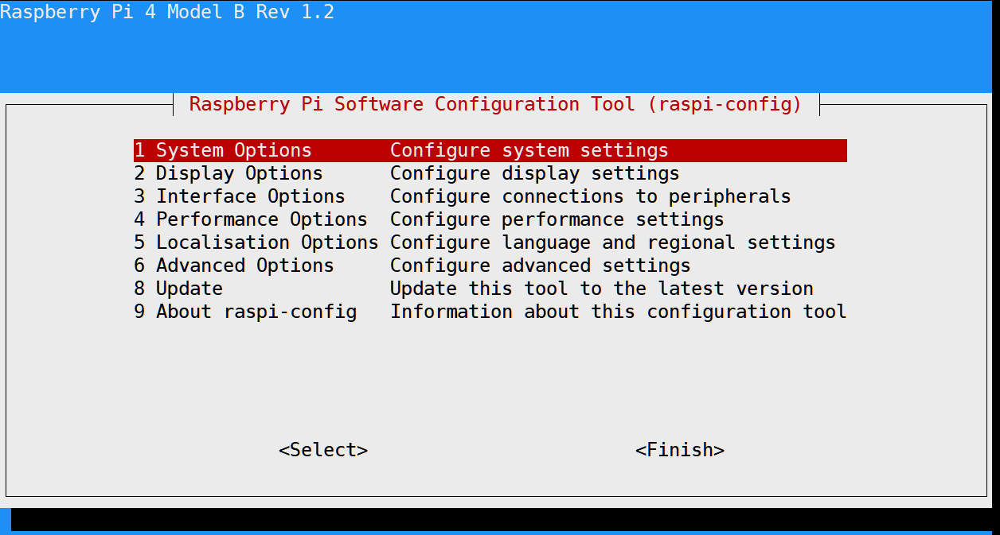 Raspberry Pi 4 Model B Rev 1.2
Raspberry Pi Software Configuration Tool (raspi-config)
1 System Options Configure system settings
2 Display Options Configure display settings
3 Interface Options Configure connections to peripherals
4 Performance Options Configure performance settings
5 Localisation Options Configure language and regional settings
6 Advanced Options Configure advanced settings
8 Update Update this tool to the latest version
9 About raspi-config Information about this configuration tool
<Select> <Finish>